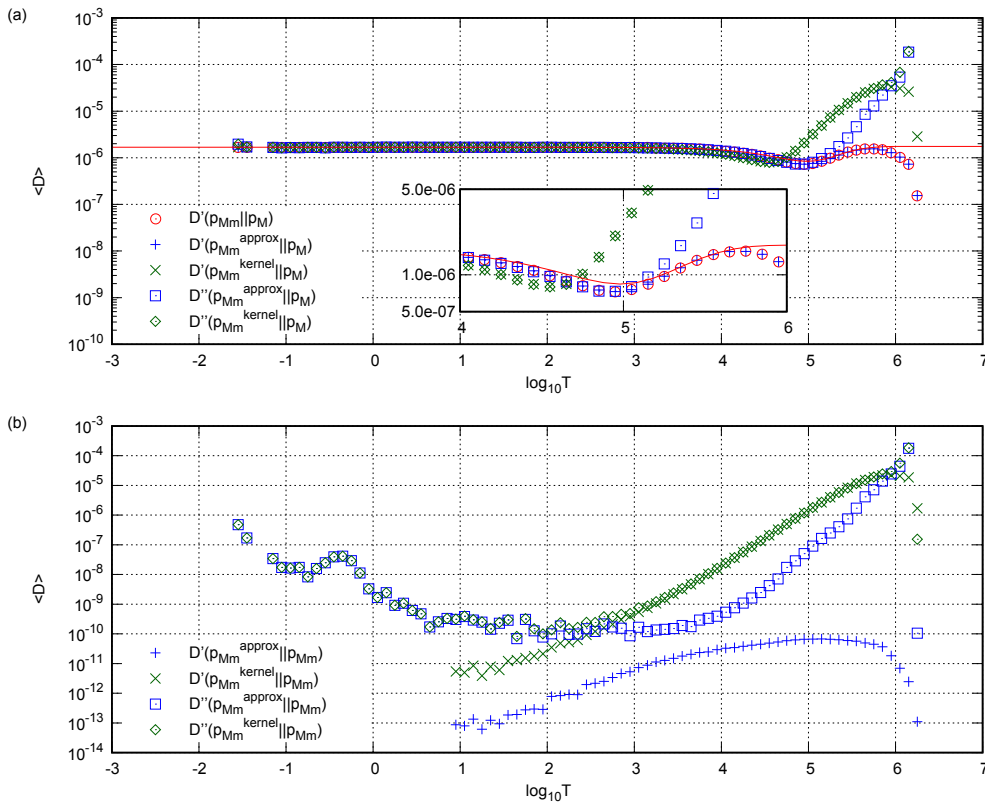 (a)
10^-3
10^-4
10^-5
10^-6
10^-7
10^-8
10^-9
10^-10
<D>
D'(p_Mm||p_M)
D'(p_Mm^approx||p_M)
D'(p_Mm^kernel||p_M)
D''(p_Mm^approx||p_M)
D''(p_Mm^kernel||p_M)
5.0e-06
1.0e-06
5.0e-07
4 5 6
-3 -2 -1 0 1 2 3 4 5 6 7
log_10T
(b)
10^-3
10^-4
10^-5
10^-6
10^-7
10^-8
10^-9
10^-10
10^-11
10^-12
10^-13
10^-14
<D>
D'(p_Mm^approx||p_Mm)
D'(p_Mm^kernel||p_Mm)
D''(p_Mm^approx||p_Mm)
D''(p_Mm^kernel||p_Mm)
-3 -2 -1 0 1 2 3 4 5 6 7
log_10T